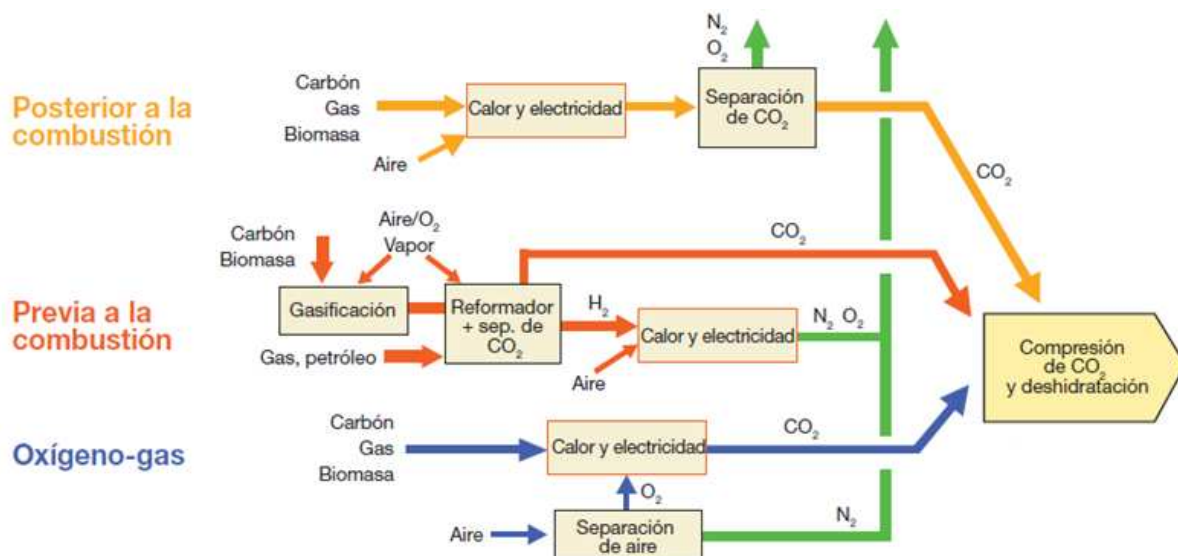 Posterior a la
combustión
Carbón
Gas
Biomasa
Aire
Calor y electricidad
Separación
de CO₂
N₂
O₂
CO₂
Previa a la
combustión
Carbón
Biomasa
Aire/O₂
Vapor
Gasificación
Gas, petróleo
Reformador
+ sep. de
CO₂
CO₂
H₂
Aire
Calor y electricidad
N₂ O₂
Compresión
de CO₂
y deshidratación
Oxígeno-gas
Carbón
Gas
Biomasa
Calor y electricidad
CO₂
O₂
Aire
Separación
de aire
N₂